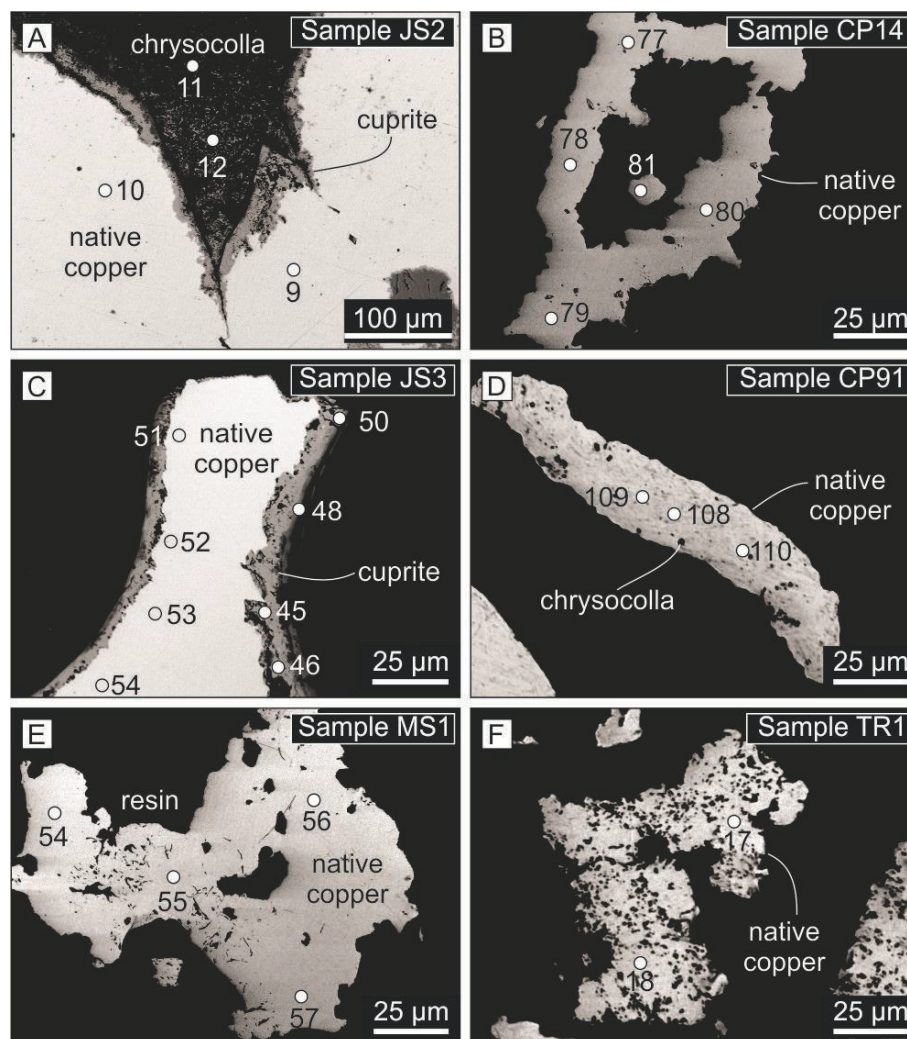 A
Sample JS2
chrysocolla
11
12
cuprite
10
native
copper
9
100 µm
B
Sample CP14
77
78
81
80
native
copper
79
25 µm
C
Sample JS3
51
native
copper
50
48
52
cuprite
53
45
46
54
25 µm
D
Sample CP91
native
copper
109
108
110
chrysocolla
25 µm
E
Sample MS1
resin
54
56
55
native
copper
57
25 µm
F
Sample TR1
17
native
copper
18
25 µm